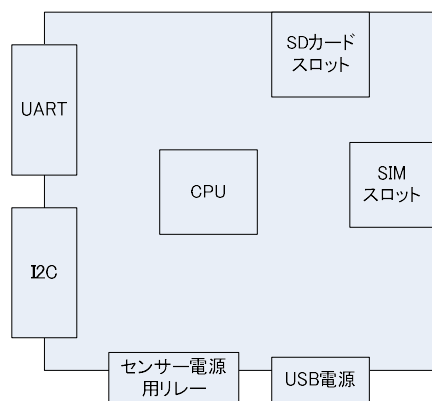 SDカード
スロット
UART
CPU
SIM
スロット
I2C
センサー電源
用リレー
USB電源